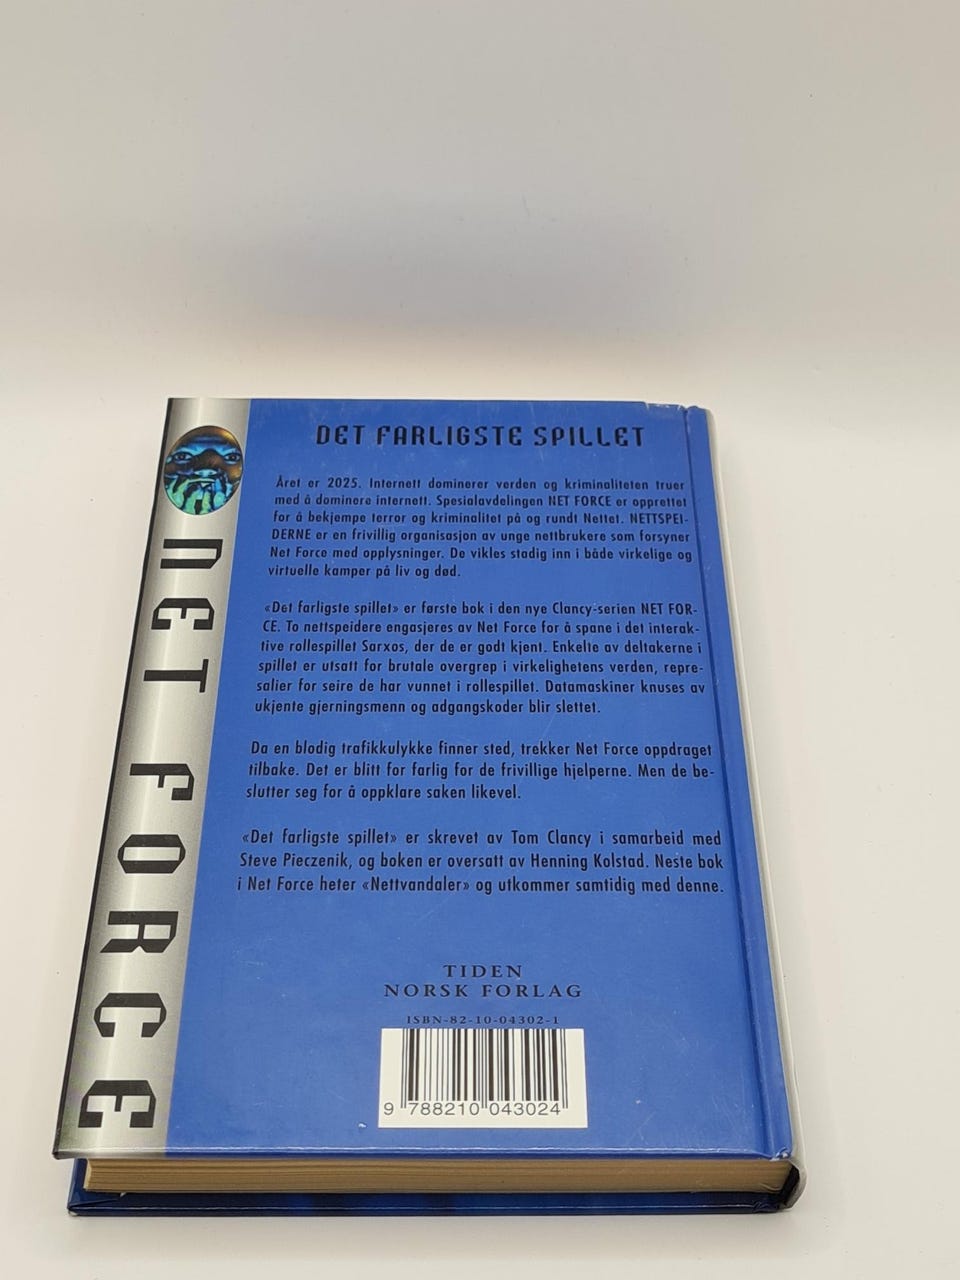 DET FARLIGSTE SPILLET
Året er 2025. Internett dominerer verden og kriminaliteten truer
med å dominere internett. Spesialavdelingen NET FORCE er opprettet
for å bekjempe terror og kriminalitet på og rundt Nettet. NETTSPEI-
DERNE er en frivillig organisasjon av unge nettbrukere som forsyner
Net Force med opplysninger. De vikles stadig inn i både virkelige og
virtuelle kamper på liv og død.
«Det farligste spillet» er første bok i den nye Clancy-serien NET FOR-
CE. To nettspeidere engasjeres av Net Force for å spane i det interak-
tive rollespillet Sarxos, der de er godt kjent. Enkelte av deltakerne i
spillet er utsatt for brutale overgrep i virkelighetens verden, repre-
salier for seire de har vunnet i rollespillet. Datamaskiner knuses av
ukjente gjerningsmenn og adgangskoder blir slettet.
Da en blodig trafikkulykke finner sted, trekker Net Force oppdraget
tilbake. Det er blitt for farlig for de frivillige hjelperne. Men de be-
slutter seg for å oppklare saken likevel.
«Det farligste spillet» er skrevet av Tom Clancy i samarbeid med
Steve Pieczenik, og boken er oversatt av Henning Kolstad. Neste bok
i Net Force heter «Nettvandaler» og utkommer samtidig med denne.
TIDEN
NORSK FORLAG
ISBN-82-10-04302-1
9 788210 043024
NET FORCE